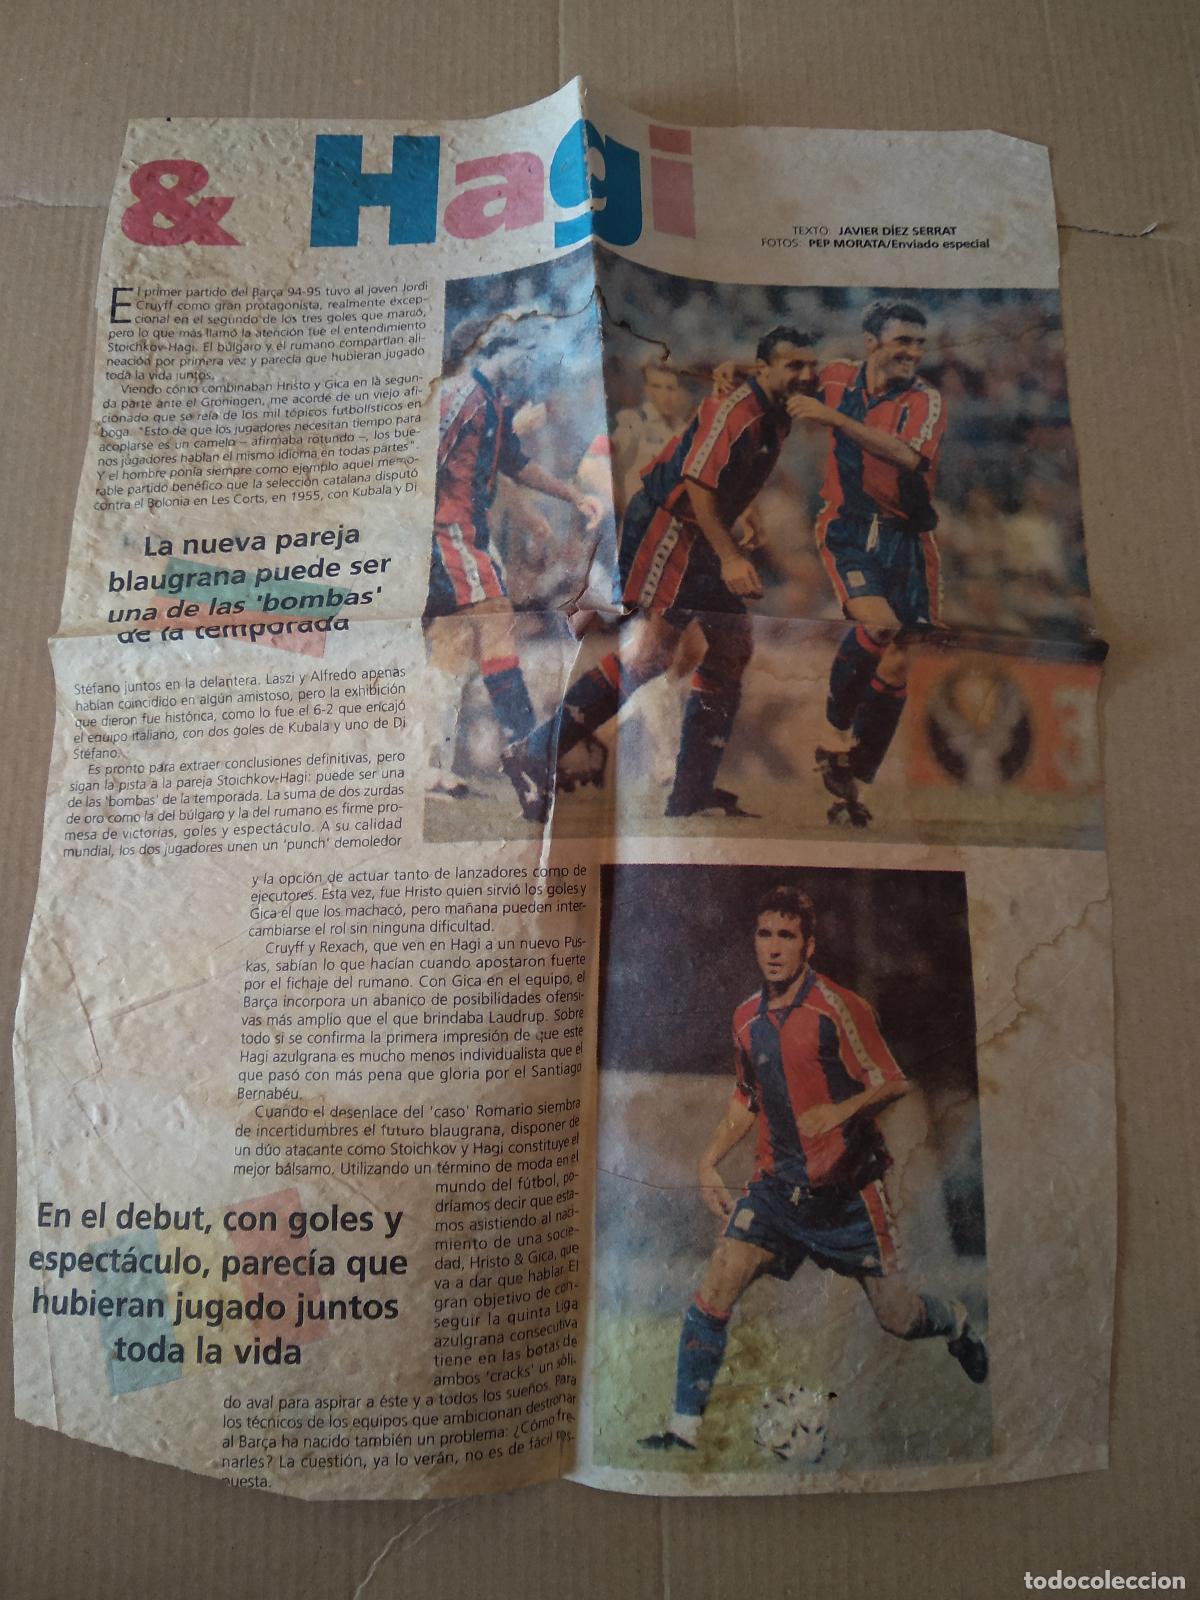 & Hagi
TEXTO: JAVIER DÍEZ SERRAT
FOTOS: PEP MORATA/Enviado especial
El primer partido del Barça 94-95 tuvo al joven Jordi
Cruyff como gran protagonista, realmente excep-
cional en el segundo de los tres goles que marcó,
pero lo que más llamó la atención fue el entendimiento
Stoichkov-Hagi. El búlgaro y el rumano compartían ali-
neación por primera vez y parecía que hubieran jugado
toda la vida juntos.
Viendo cómo combinaban Hristo y Gica en la segun-
da parte ante el Groningen, me acordé de un viejo afi-
cionado que se reía de los mil tópicos futbolísticos en
boga. "Esto de que los jugadores necesitan tiempo para
acoplarse es un camelo – afirmaba rotundo –, los bue-
nos jugadores hablan el mismo idioma en todas partes".
Y el hombre ponía siempre como ejemplo aquel memo-
rable partido benéfico que la selección catalana disputó
contra el Bolonia en Les Corts, en 1955, con Kubala y Di
La nueva pareja
blaugrana puede ser
una de las 'bombas'
de la temporada
Stéfano juntos en la delantera. Laszi y Alfredo apenas
habían coincidido en algún amistoso, pero la exhibición
que dieron fue histórica, como lo fue el 6-2 que encajó
el equipo italiano, con dos goles de Kubala y uno de Di
Stéfano.
Es pronto para extraer conclusiones definitivas, pero
sigan la pista a la pareja Stoichkov-Hagi: puede ser una
de las 'bombas' de la temporada. La suma de dos zurdas
de oro como la del búlgaro y la del rumano es firme pro-
mesa de victorias, goles y espectáculo. A su calidad
mundial, los dos jugadores unen un 'punch' demoledor
y la opción de actuar tanto de lanzadores como de
ejecutores. Esta vez, fue Hristo quien sirvió los goles y
Gica el que los machacó, pero mañana pueden inter-
cambiarse el rol sin ninguna dificultad.
Cruyff y Rexach, que ven en Hagi a un nuevo Pus-
kas, sabían lo que hacían cuando apostaron fuerte
por el fichaje del rumano. Con Gica en el equipo, el
Barça incorpora un abanico de posibilidades ofensi-
vas más amplio que el que brindaba Laudrup. Sobre
todo si se confirma la primera impresión de que este
Hagi azulgrana es mucho menos individualista que el
que pasó con más pena que gloria por el Santiago
Bernabéu.
Cuando el desenlace del 'caso' Romario siembra
de incertidumbres el futuro blaugrana, disponer de
un dúo atacante como Stoichkov y Hagi constituye el
mejor bálsamo. Utilizando un término de moda en el
mundo del fútbol, po-
dríamos decir que esta-
mos asistiendo al naci-
miento de una socie-
dad, Hristo & Gica, que
va a dar que hablar. El
gran objetivo de con-
seguir la quinta Liga
azulgrana consecutiva
tiene en las botas de
ambos 'cracks' un sóli-
do aval para aspirar a éste y a todos los sueños. Para
los técnicos de los equipos que ambicionan destronar
al Barça ha nacido también un problema: ¿Cómo fre-
narles? La cuestión, ya lo verán, no es de fácil res-
puesta.
En el debut, con goles y
espectáculo, parecía que
hubieran jugado juntos
toda la vida
todocoleccion